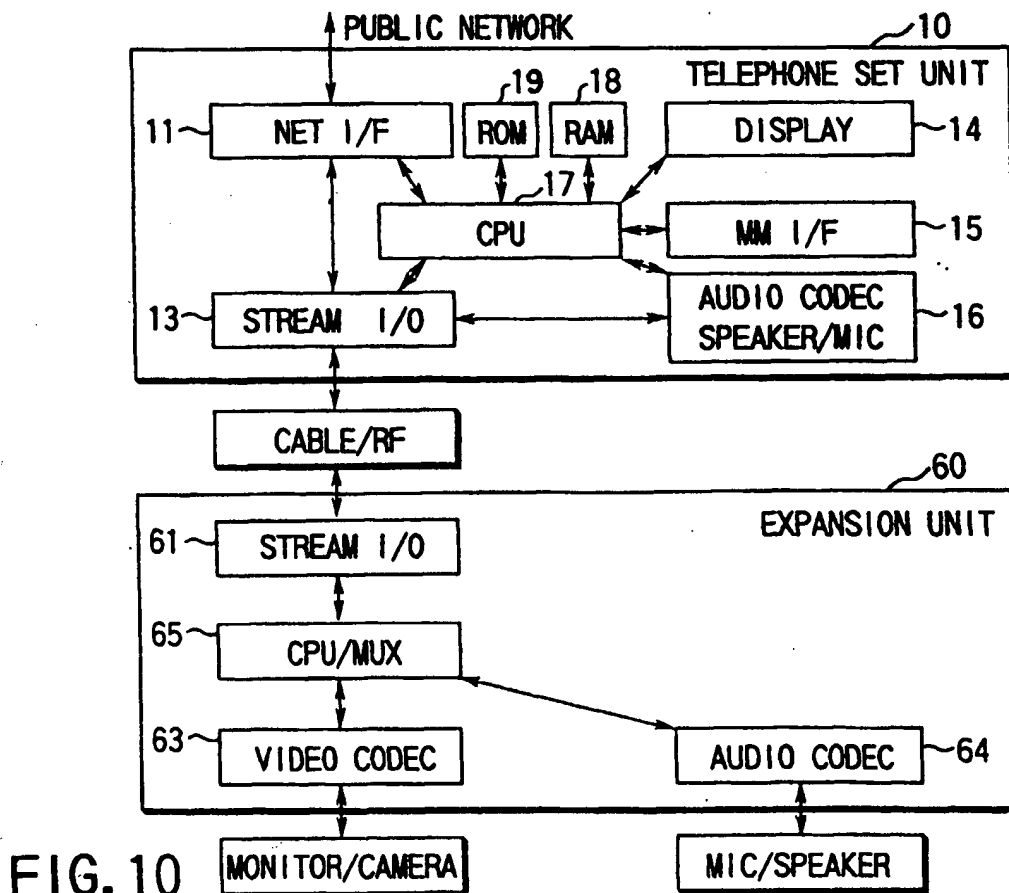 PUBLIC NETWORK
10
TELEPHONE SET UNIT
19
18
11
NET I/F
ROM
RAM
DISPLAY
14
17
CPU
MM I/F
15
13
STREAM I/O
AUDIO CODEC
SPEAKER/MIC
16
CABLE/RF
60
EXPANSION UNIT
61
STREAM I/O
65
CPU/MUX
63
VIDEO CODEC
AUDIO CODEC
64
FIG. 10
MONITOR/CAMERA
MIC/SPEAKER